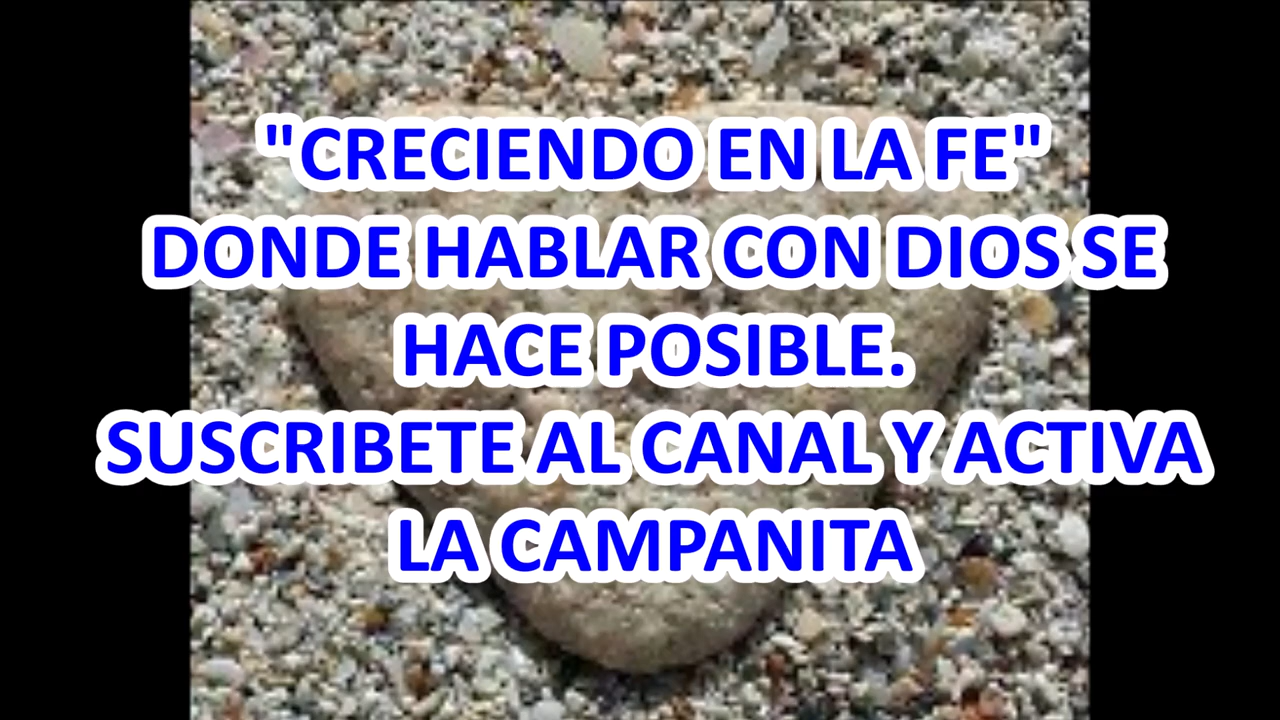 "CRECIENDO EN LA FE"
DONDE HABLAR CON DIOS SE
HACE POSIBLE.
SUSCRIBETE AL CANAL Y ACTIVA
LA CAMPANITA